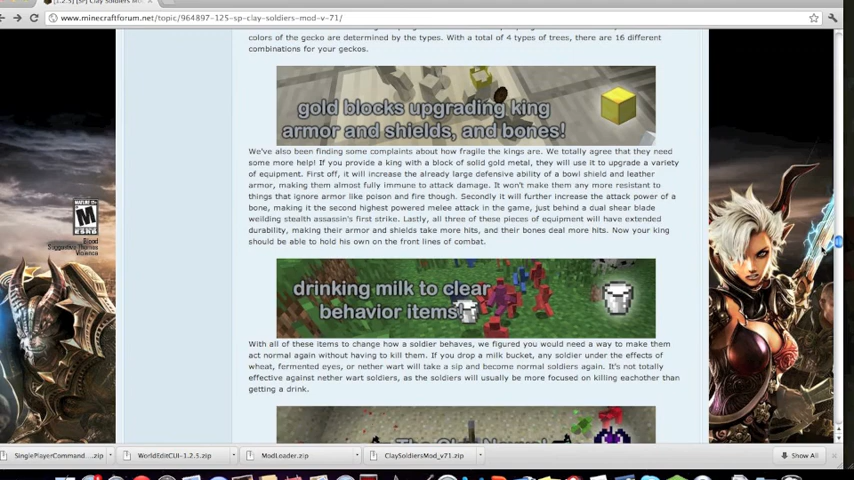 [1.2.5] [SP] Clay Soldiers Mod
www.minecraftforum.net/topic/964897-125-sp-clay-soldiers-mod-v-71/
colors of the gecko are determined by the types. With a total of 4 types of trees, there are 16 different
combinations for your geckos.
gold blocks upgrading king
armor and shields, and bones!
We've also been finding some complaints about how fragile the kings are. We totally agree that they need
some more help! If you provide a king with a block of solid gold metal, they will use it to upgrade a variety
of equipment. First off, it will increase the already large defensive ability of a bowl shield and leather
armor, making them almost fully immune to attack damage. It won't make them any more resistant to
things that ignore armor like poison and fire though. Secondly it will further increase the attack power of a
bone, making it the second highest powered melee attack in the game, just behind a dual shear blade
weilding stealth assassin's first strike. Lastly, all three of these pieces of equipment will have extended
durability, making their armor and shields take more hits, and their bones deal more hits. Now your king
should be able to hold his own on the front lines of combat.
MATURE 17+
M
Blood
Suggestive Themes
Violence
drinking milk to clear
behavior items!
With all of these items to change how a soldier behaves, we figured you would need a way to make them
act normal again without having to kill them. If you drop a milk bucket, any soldier under the effects of
wheat, fermented eyes, or nether wart will take a sip and become normal soldiers again. It's not totally
effective against nether wart soldiers, as the soldiers will usually be more focused on killing eachother than
getting a drink.
SinglePlayerCommand....zip
WorldEditCUI-1.2.5.zip
ModLoader.zip
ClaySoldiersMod_v71.zip
Show All